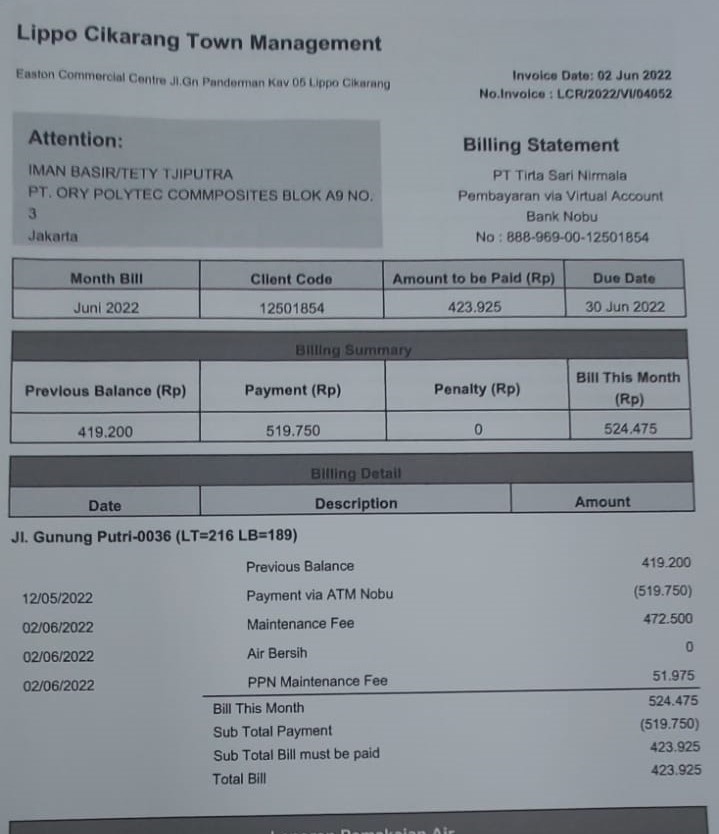 Lippo Cikarang Town Management
Easton Commercial Centre Jl.Gn Panderman Kav 05 Lippo Cikarang
Invoice Date: 02 Jun 2022
No.Invoice : LCR/2022/VI/04052
Attention:
IMAN BASIR/TETY TJIPUTRA
PT. ORY POLYTEC COMMPOSITES BLOK A9 NO.
3
Jakarta
Billing Statement
PT Tirta Sari Nirmala
Pembayaran via Virtual Account
Bank Nobu
No : 888-969-00-12501854
Month Bill Client Code Amount to be Paid (Rp) Due Date
Juni 2022 12501854 423.925 30 Jun 2022
Billing Summary
Previous Balance (Rp) Payment (Rp) Penalty (Rp) Bill This Month (Rp)
419.200 519.750 0 524.475
Billing Detail
Date Description Amount
Jl. Gunung Putri-0036 (LT=216 LB=189)
Previous Balance 419.200
12/05/2022 Payment via ATM Nobu (519.750)
02/06/2022 Maintenance Fee 472.500
02/06/2022 Air Bersih 0
02/06/2022 PPN Maintenance Fee 51.975
Bill This Month 524.475
Sub Total Payment (519.750)
Sub Total Bill must be paid 423.925
Total Bill 423.925